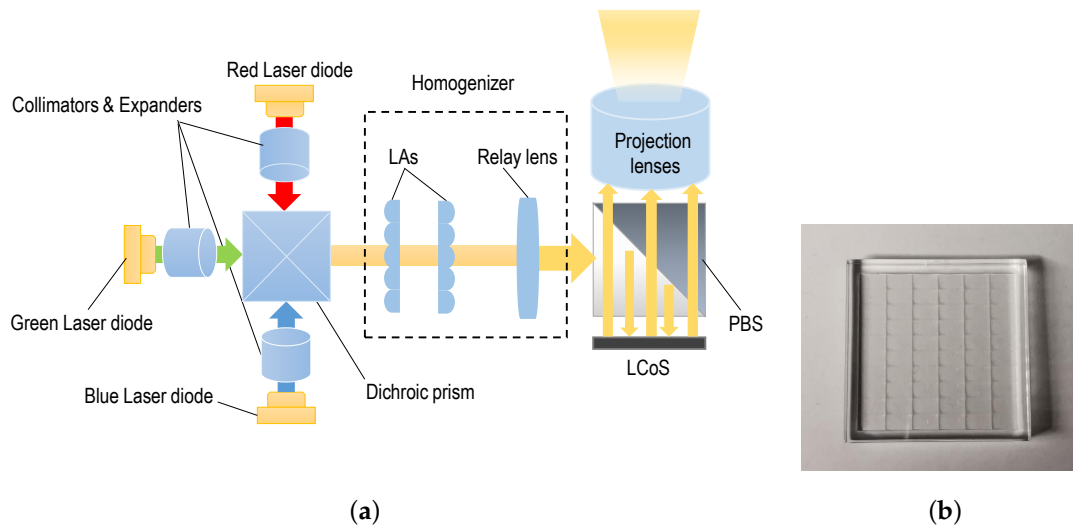 Red Laser diode
Homogenizer
Collimators & Expanders
LAs
Relay lens
Projection
lenses
Green Laser diode
PBS
LCoS
Blue Laser diode
Dichroic prism
(a)
(b)